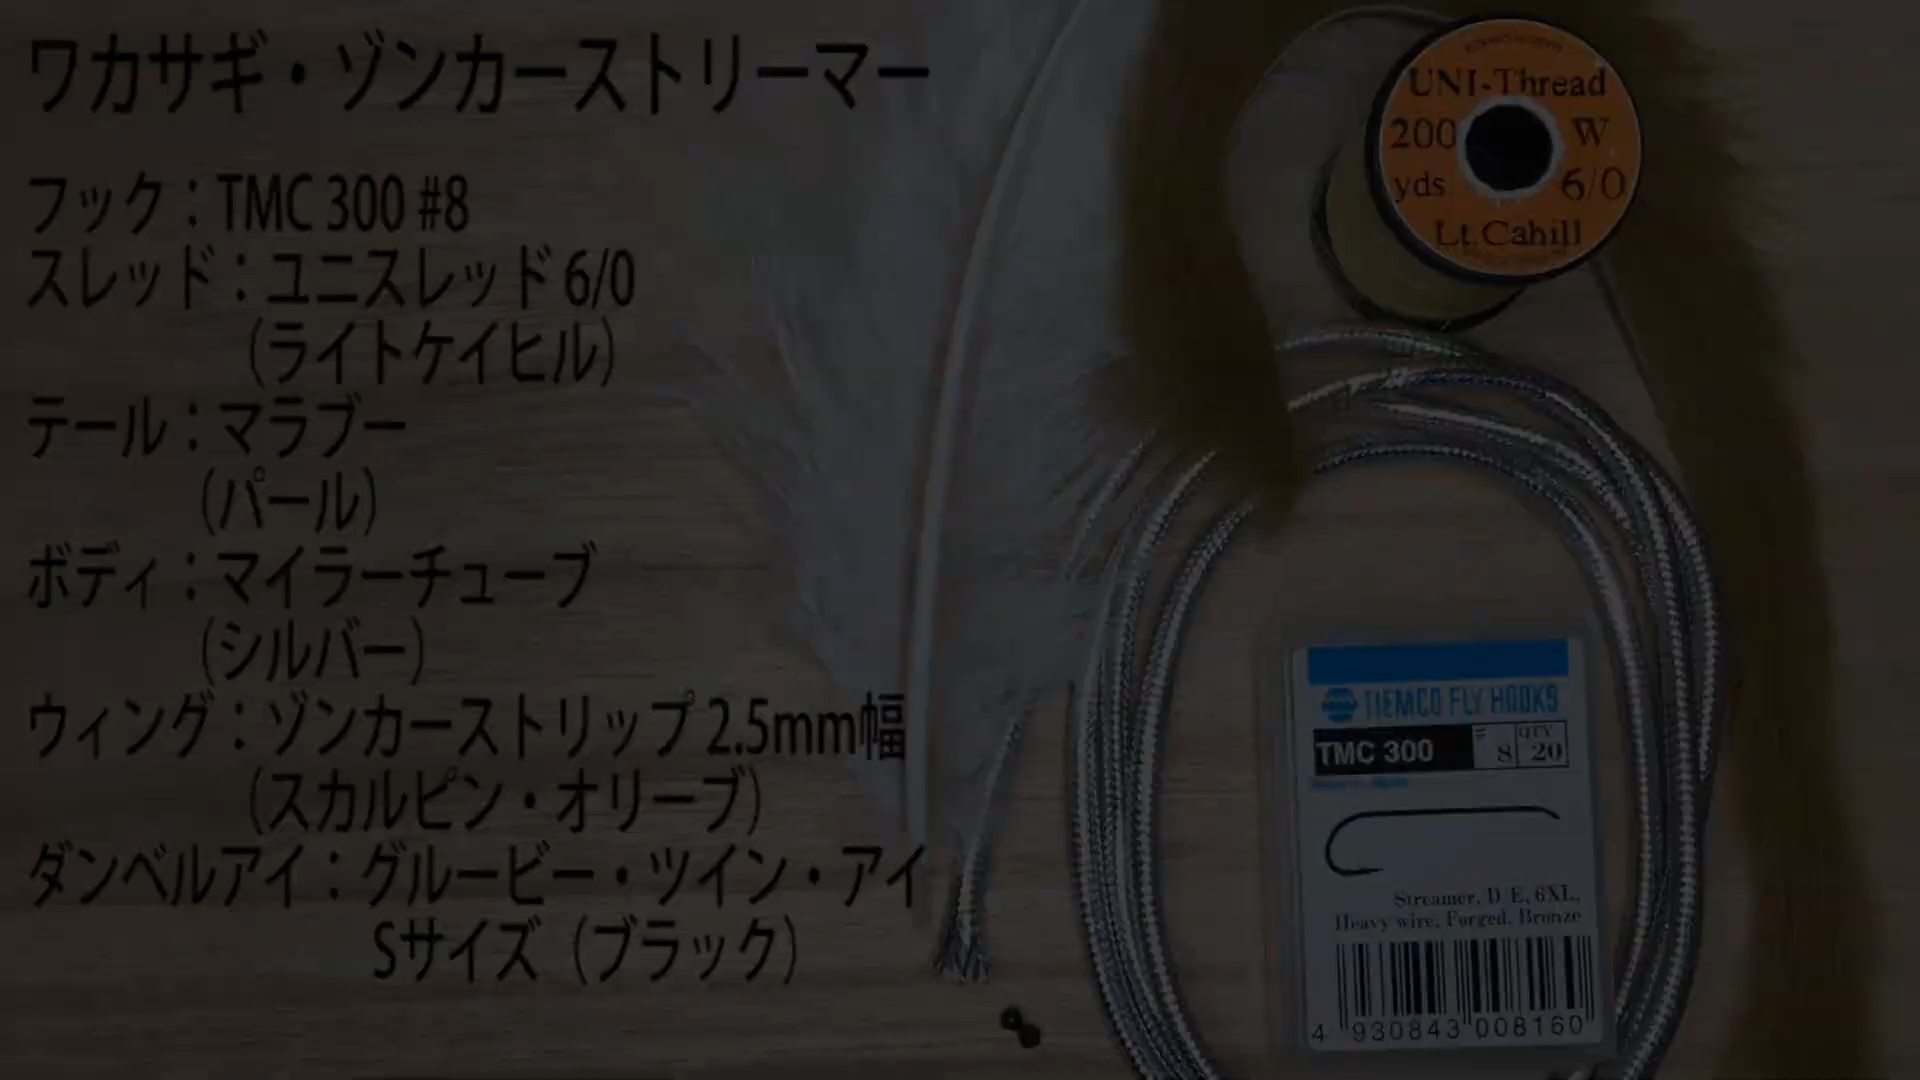 ワカサギ・ゾンカーストリーマー
フック：TMC 300 #8
スレッド：ユニスレッド 6/0
(ライトケイヒル)
テール：マラブー
(パール)
ボディ：マイラーチューブ
(シルバー)
ウィング：ゾンカーストリップ 2.5mm幅
(スカルピン・オリーブ)
ダンベルアイ：グルービー・ツイン・アイ
Sサイズ（ブラック）
UNI-Thread
200 W
yds 6/0
Lt.Cahill
TIEMCO FLY HOOKS
TMC 300 # 8 QTY 20
Streamer, D/E, 6XL,
Heavy wire, Forged, Bronze
4 930843 008160